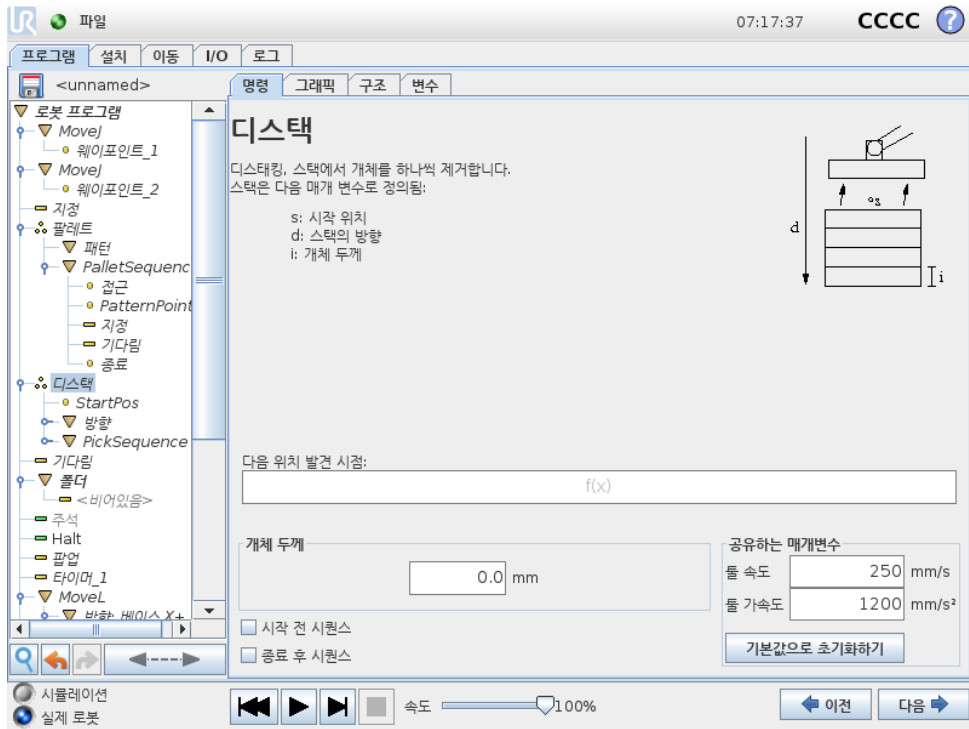 UR 파일 07:17:37 CCCC ?
프로그램 설치 이동 I/O 로그
<unnamed>
명령 그래픽 구조 변수
로봇 프로그램
MoveJ
웨이포인트_1
MoveJ
웨이포인트_2
지정
팔레트
패턴
PalletSequenc
접근
PatternPoint
지정
기다림
종료
디스택
StartPos
방향
PickSequence
기다림
폴더
<비어있음>
주석
Halt
팝업
타이머_1
MoveL
방향: 베이스 X+
디스택
디스태킹, 스택에서 개체를 하나씩 제거합니다.
스택은 다음 매개 변수로 정의됨:
s: 시작 위치
d: 스택의 방향
i: 개체 두께
s
d
i
다음 위치 발견 시점:
f(x)
개체 두께
0.0 mm
시작 전 시퀀스
종료 후 시퀀스
공유하는 매개변수
툴 속도 250 mm/s
툴 가속도 1200 mm/s²
기본값으로 초기화하기
시뮬레이션
실제 로봇
속도 100%
이전 다음